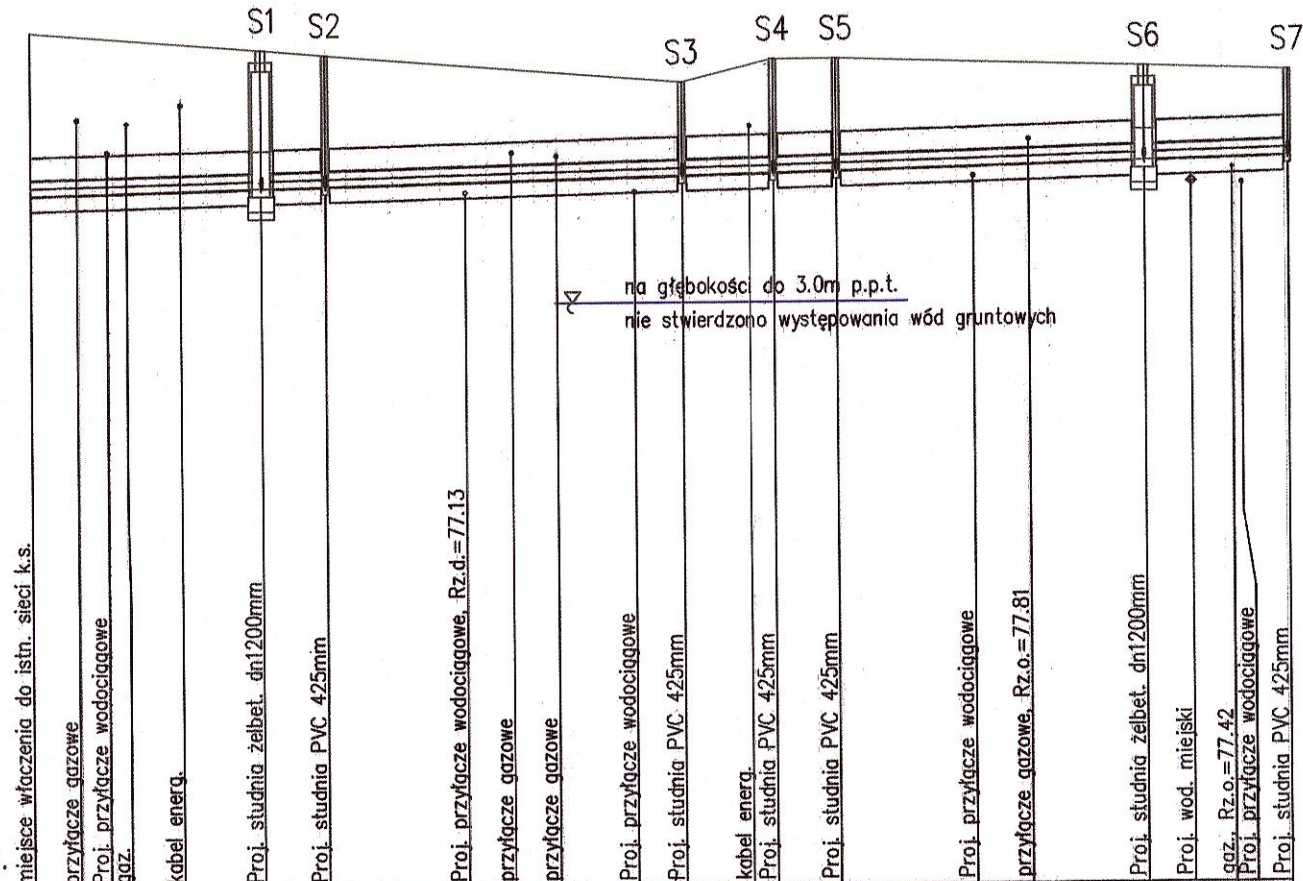 S1
S2
S3
S4
S5
S6
S7
na głębokości do 3.0m p.p.t.
nie stwierdzono występowania wód gruntowych
miejsce włączenia do istn. sieci k.s.
przyłącze gazowe
Proj. przyłącze wodociągowe
gaz.
kabel energ.
Proj. studnia żelbet. dn1200mm
Proj. studnia PVC 425mm
Proj. przyłącze wodociągowe, Rz.d.=77.13
przyłącze gazowe
przyłącze gazowe
Proj. przyłącze wodociągowe
Proj. studnia PVC 425mm
kabel energ.
Proj. studnia PVC 425mm
Proj. studnia PVC 425mm
Proj. przyłącze wodociągowe
przyłącze gazowe, Rz.o.=77.81
Proj. studnia żelbet. dn1200mm
Proj. wod. miejski
gaz., Rz.o.=77.42
Proj. przyłącze wodociągowe
Proj. studnia PVC 425mm